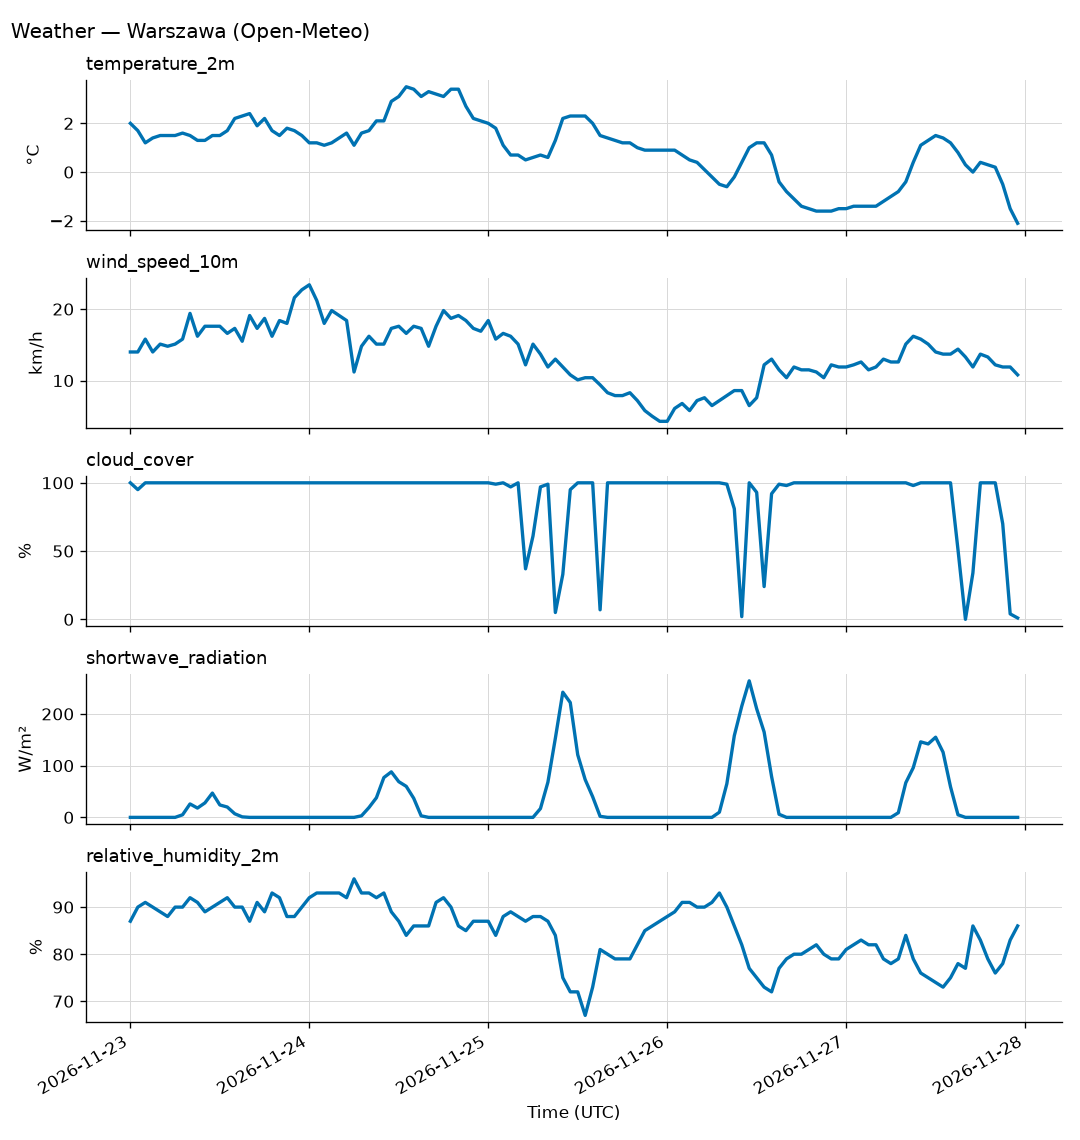 Weather — Warszawa (Open-Meteo)
temperature_2m
°C
2
0
−2
wind_speed_10m
km/h
20
10
cloud_cover
%
100
50
0
shortwave_radiation
W/m²
200
100
0
relative_humidity_2m
%
90
80
70
2026-11-23
2026-11-24
2026-11-25
2026-11-26
2026-11-27
2026-11-28
Time (UTC)